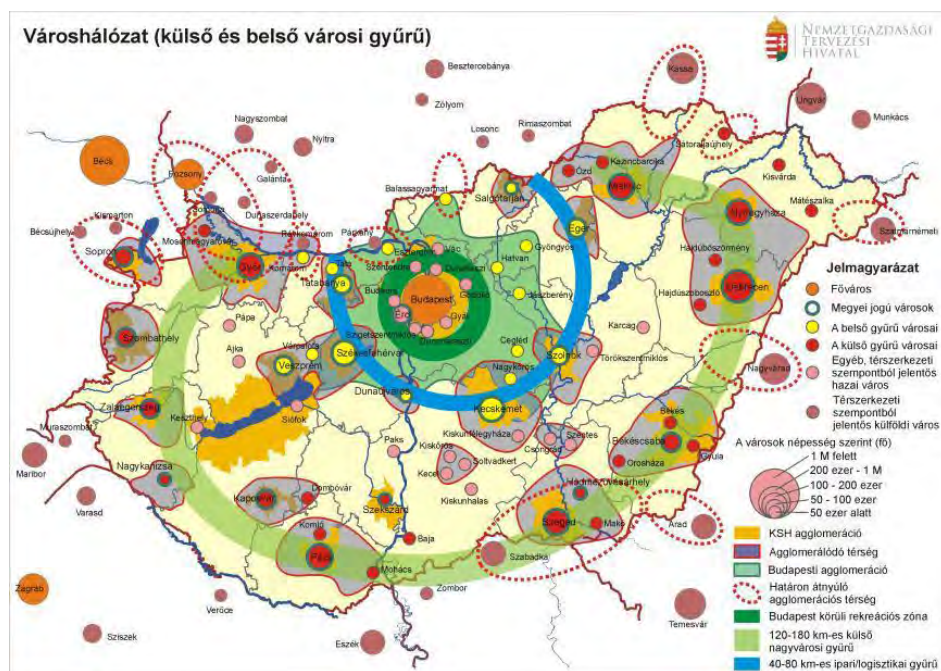 Városhálózat (külső és belső városi gyűrű)
NEMZETGAZDASÁGI
TERVEZÉSI
HIVATAL
Besztercebánya
Kassa
Zólyom
Ungvár
Munkács
Nagyszombat
Nyitra
Losonc
Rimaszombat
Sátoraljaújhely
Bécs
Pozsony
Galánta
Ózd
Kazincbarcika
Kisvárda
Balassagyarmat
Salgótarján
Miskolc
Mátészalka
Kismarton
Dunaszerdahely
Nyíregyháza
Bécsújhely
Mosonmagyaróvár
Révkomárom
Párkány
Vác
Eger
Szatmárnémeti
Sopron
Győr
Komárom
Esztergom
Gyöngyös
Hajdúböszörmény
Tata
Szentendre
Dunakeszi
Hatvan
Tatabánya
Budakeszi
Gödöllő
Debrecen
Budapest
Jászberény
Hajdúszoboszló
Pápa
Érd
Gyál
Szombathely
Szigetszentmiklós
Karcag
Ajka
Várpalota
Székesfehérvár
Dunaharaszti
Cegléd
Szolnok
Törökszentmiklós
Veszprém
Nagykőrös
Nagyvárad
Zalaegerszeg
Keszthely
Dunaújváros
Kecskemét
Siófok
Békés
Muraszombat
Kiskunfélegyháza
Szentes
Békéscsaba
Maribor
Paks
Kiskőrös
Csongrád
Gyula
Nagykanizsa
Soltvadkert
Orosháza
Kecel
Varasd
Dombóvár
Hódmezővásárhely
Kaposvár
Szekszárd
Kiskunhalas
Komló
Szeged
Makó
Arad
Pécs
Baja
Szabadka
Mohács
Zágráb
Verőce
Zombor
Temesvár
Sziszek
Eszék
Jelmagyarázat
Főváros
Megyei jogú városok
A belső gyűrű városai
A külső gyűrű városai
Egyéb, térszerkezeti
szempontból jelentős
hazai város
Térszerkezeti
szempontból
jelentős külföldi város
A városok népesség szerint (fő)
1 M felett
200 ezer - 1 M
100 - 200 ezer
50 - 100 ezer
50 ezer alatt
KSH agglomeráció
Agglomerálódó térség
Budapesti agglomeráció
Határon átnyúló
agglomerációs térség
Budapest körüli rekreációs zóna
120-180 km-es külső
nagyvárosi gyűrű
40-80 km-es ipari/logisztikai gyűrű